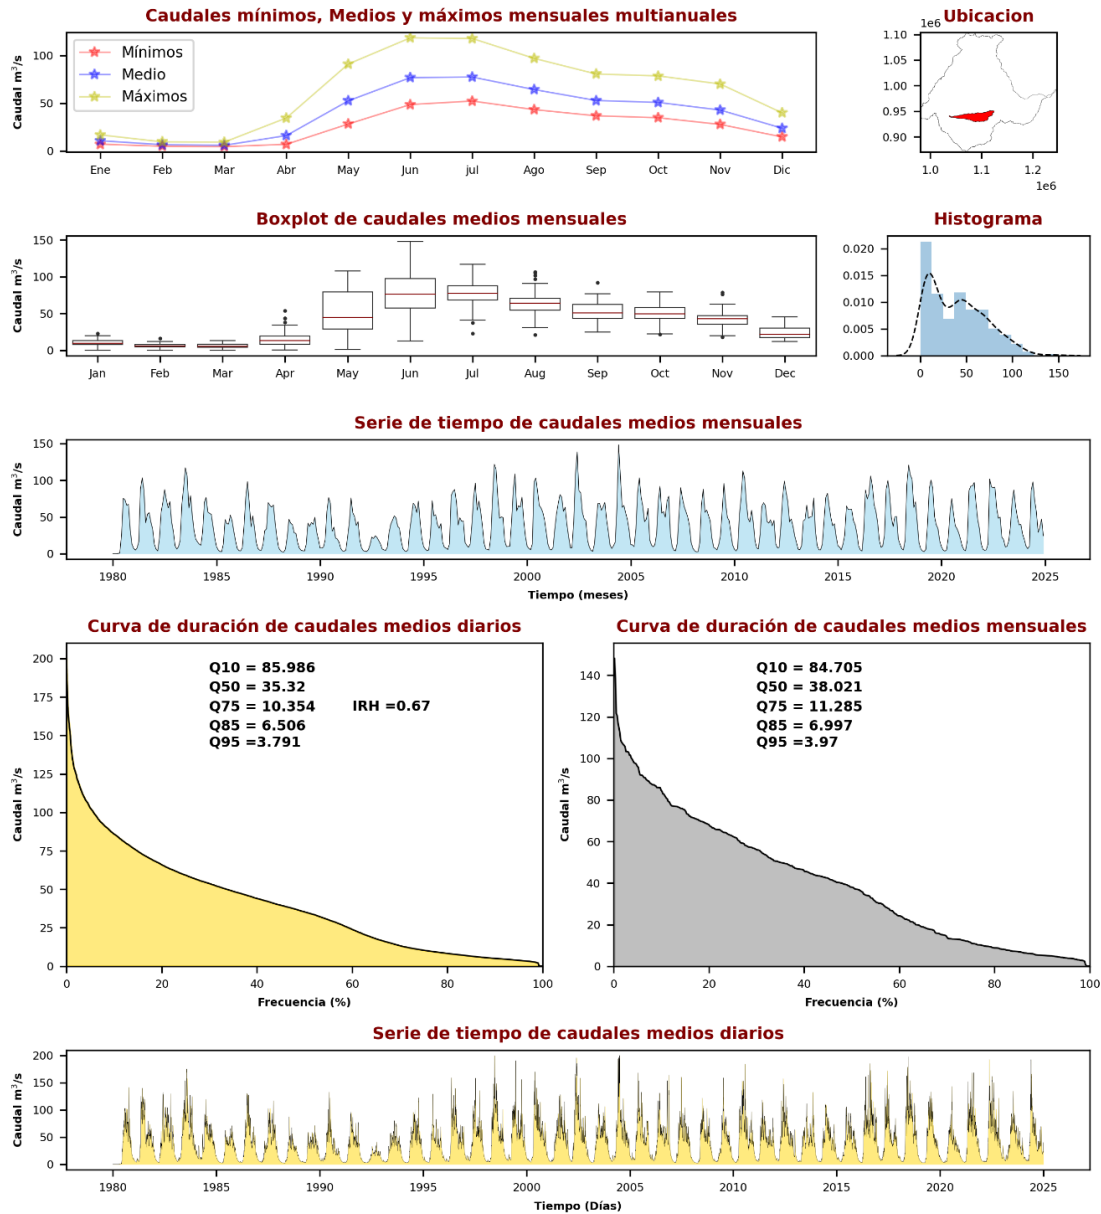 Caudales mínimos, Medios y máximos mensuales multianuales
Caudal m³/s
100
50
0
Mínimos
Medio
Máximos
Ene Feb Mar Abr May Jun Jul Ago Sep Oct Nov Dic
Ubicacion
1e6
1.10
1.04
0.99
0.94
0.90
1.0 1.1 1.2
1e6
Boxplot de caudales medios mensuales
Caudal m³/s
150
100
50
0
Jan Feb Mar Apr May Jun Jul Aug Sep Oct Nov Dec
Histograma
0.020
0.015
0.010
0.005
0.000
0 50 100 150
Serie de tiempo de caudales medios mensuales
Caudal m³/s
150
100
50
0
1980 1985 1990 1995 2000 2005 2010 2015 2020 2025
Tiempo (meses)
Curva de duración de caudales medios diarios
Caudal m³/s
200
175
150
125
100
75
50
25
0
Q10 = 85.986
Q50 = 35.32
Q75 = 10.354 IRH =0.67
Q85 = 6.506
Q95 =3.791
0 20 40 60 80 100
Frecuencia (%)
Curva de duración de caudales medios mensuales
Caudal m³/s
140
120
100
80
60
40
20
0
Q10 = 84.705
Q50 = 38.021
Q75 = 11.285
Q85 = 6.997
Q95 =3.97
0 20 40 60 80 100
Frecuencia (%)
Serie de tiempo de caudales medios diarios
Caudal m³/s
200
150
100
50
0
1980 1985 1990 1995 2000 2005 2010 2015 2020 2025
Tiempo (Días)